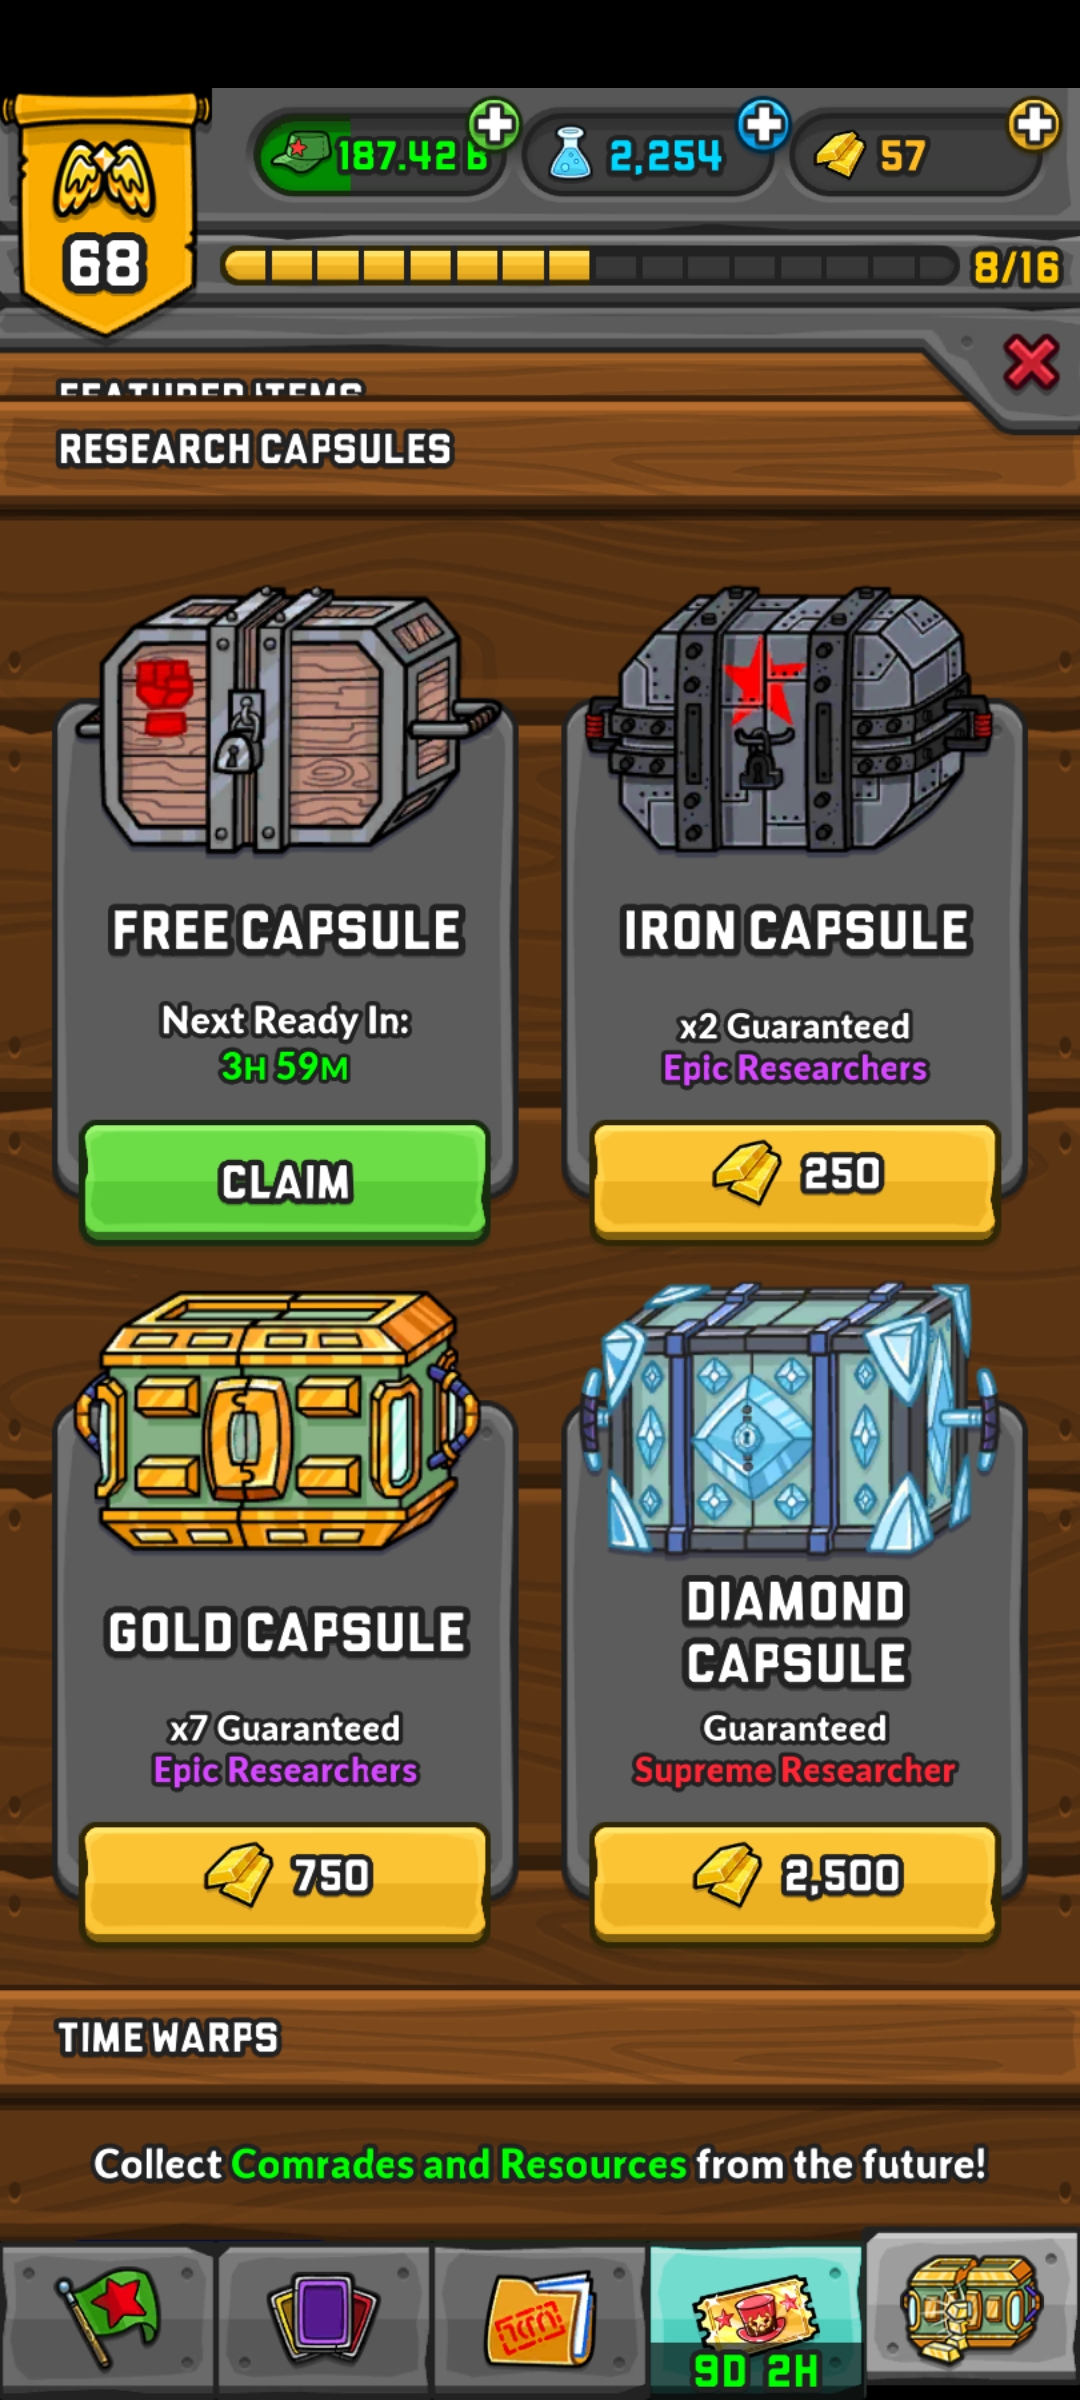 187.42 B
2,254
57
68
8/16
FEATURED ITEMS
RESEARCH CAPSULES
FREE CAPSULE
Next Ready In:
3H 59M
CLAIM
IRON CAPSULE
x2 Guaranteed
Epic Researchers
250
GOLD CAPSULE
x7 Guaranteed
Epic Researchers
750
DIAMOND
CAPSULE
Guaranteed
Supreme Researcher
2,500
TIME WARPS
Collect Comrades and Resources from the future!
9D 2H